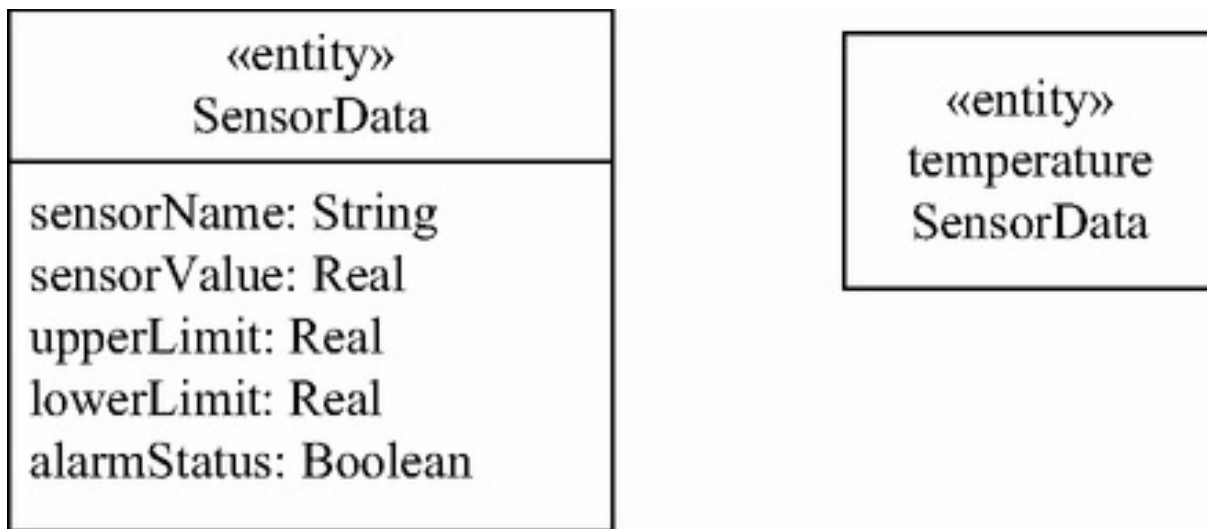 «entity»
SensorData
sensorName: String
sensorValue: Real
upperLimit: Real
lowerLimit: Real
alarmStatus: Boolean
«entity»
temperature
SensorData